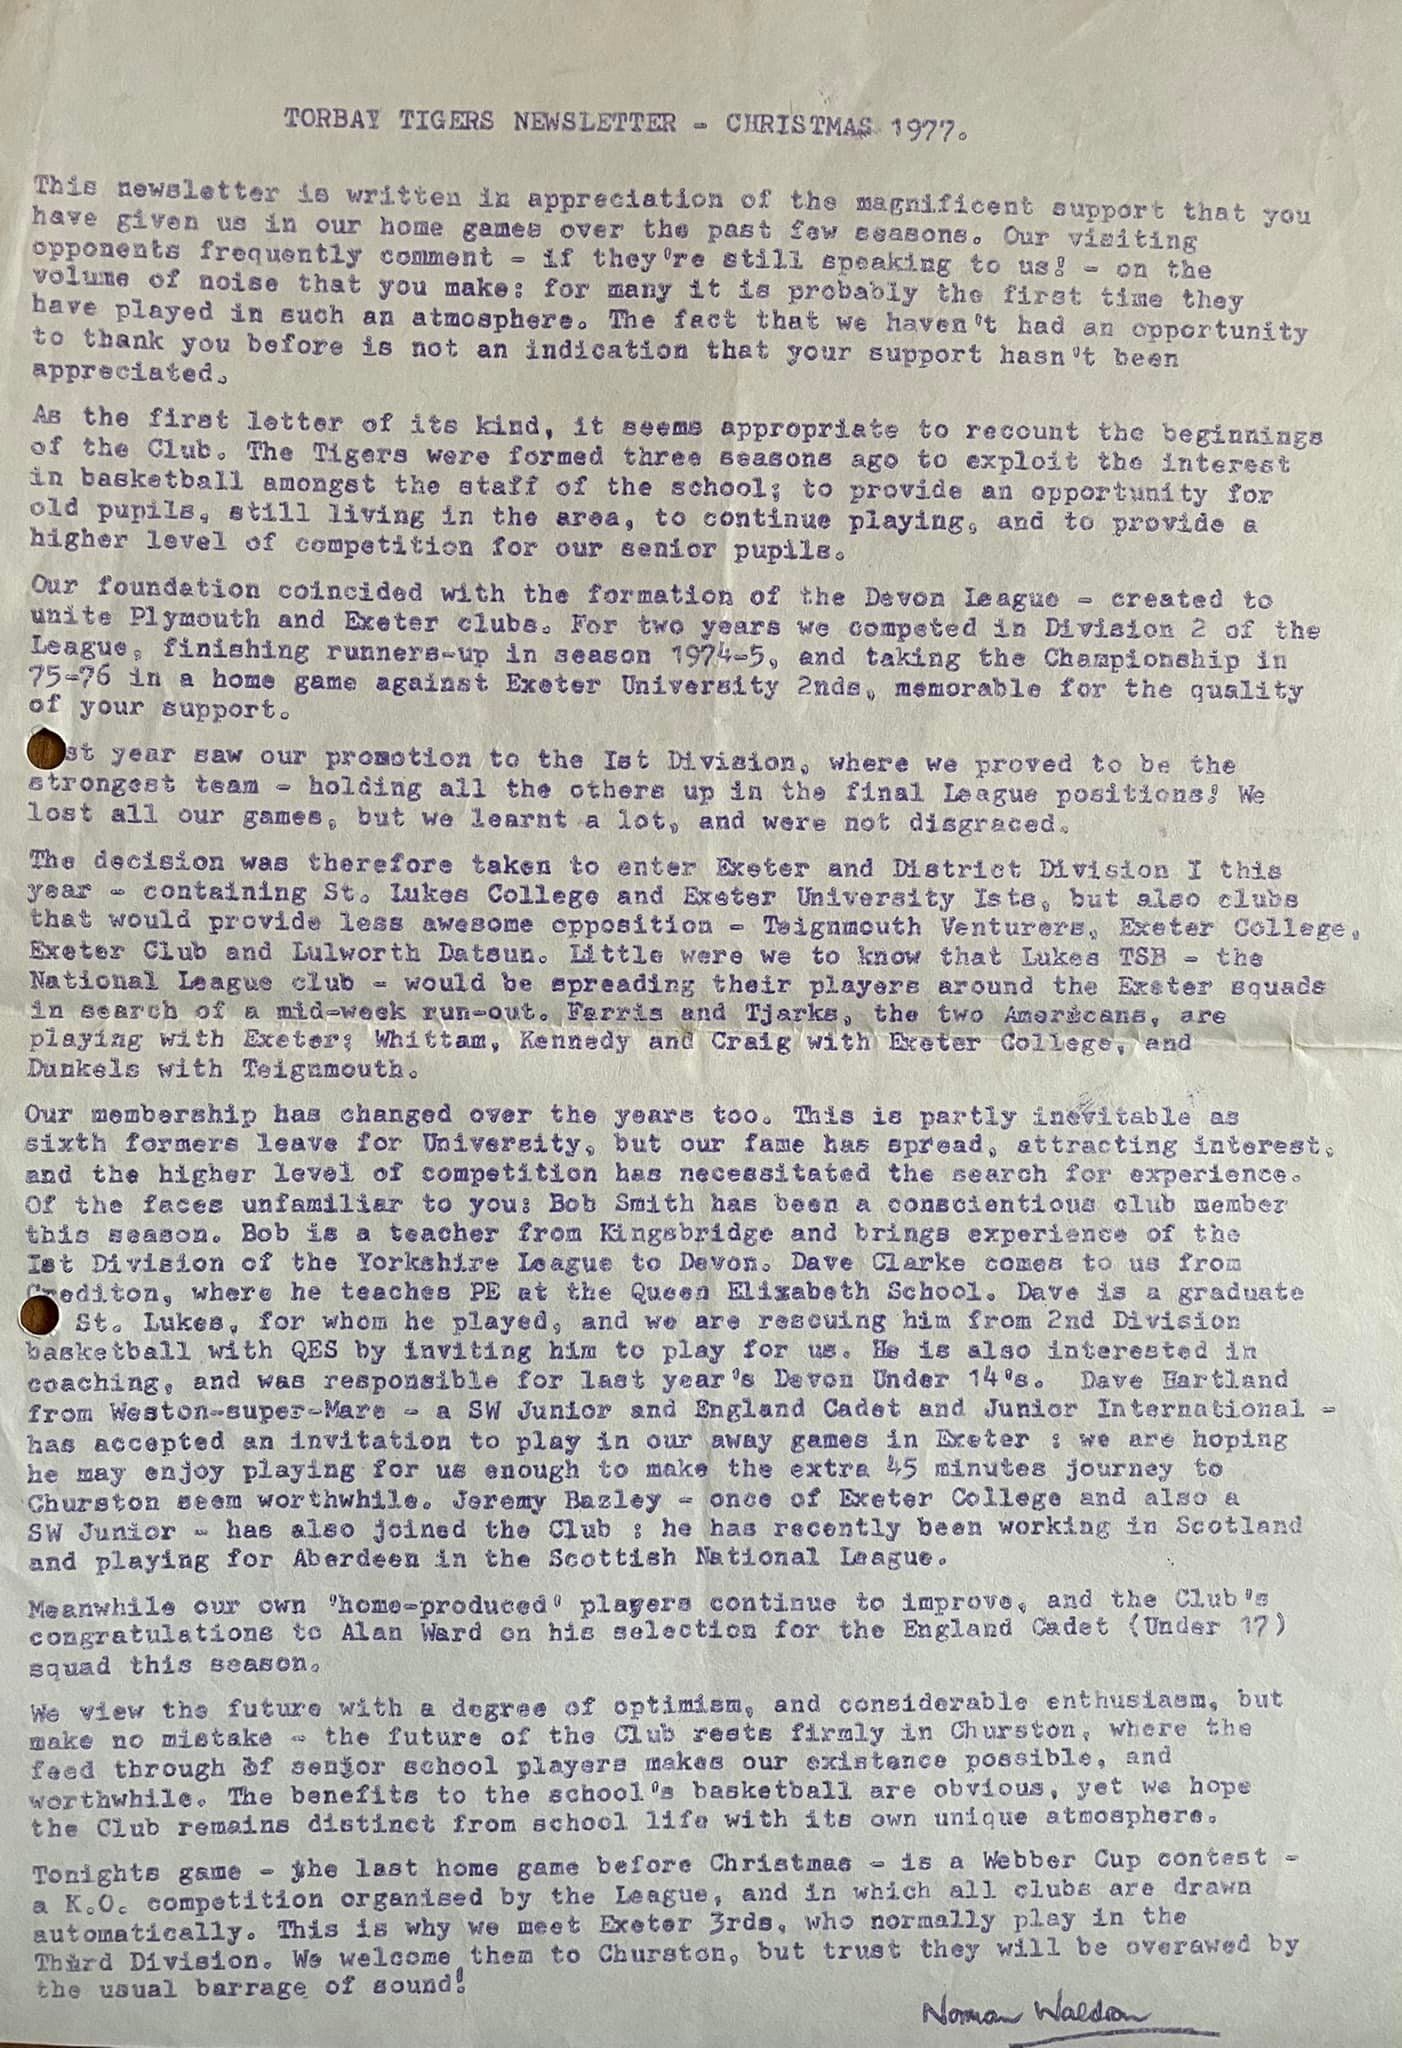 TORBAY TIGERS NEWSLETTER - CHRISTMAS 1977.
This newsletter is written in appreciation of the magnificent support that you
have given us in our home games over the past few seasons. Our visiting
opponents frequently comment - if they're still speaking to us! - on the
volume of noise that you make: for many it is probably the first time they
have played in such an atmosphere. The fact that we haven't had an opportunity
to thank you before is not an indication that your support hasn't been
appreciated.
As the first letter of its kind, it seems appropriate to recount the beginnings
of the Club. The Tigers were formed three seasons ago to exploit the interest
in basketball amongst the staff of the school; to provide an opportunity for
old pupils, still living in the area, to continue playing, and to provide a
higher level of competition for our senior pupils.
Our foundation coincided with the formation of the Devon League - created to
unite Plymouth and Exeter clubs. For two years we competed in Division 2 of the
League, finishing runners-up in season 1974-5, and taking the Championship in
75-76 in a home game against Exeter University 2nds, memorable for the quality
of your support.
st year saw our promotion to the Ist Division, where we proved to be the
strongest team - holding all the others up in the final League positions! We
lost all our games, but we learnt a lot, and were not disgraced.
The decision was therefore taken to enter Exeter and District Division I this
year - containing St. Lukes College and Exeter University Ists, but also clubs
that would provide less awesome opposition - Teignmouth Venturers, Exeter College,
Exeter Club and Lulworth Datsun. Little were we to know that Lukes TSB - the
National League club - would be spreading their players around the Exeter squads
in search of a mid-week run-out. Ferris and Tjarks, the two Americans, are
playing with Exeter; Whittam, Kennedy and Craig with Exeter College, and
Dunkels with Teignmouth.
Our membership has changed over the years too. This is partly inevitable as
sixth formers leave for University, but our fame has spread, attracting interest,
and the higher level of competition has necessitated the search for experience.
Of the faces unfamiliar to you: Bob Smith has been a conscientious club member
this season. Bob is a teacher from Kingsbridge and brings experience of the
Ist Division of the Yorkshire League to Devon. Dave Clarke comes to us from
Crediton, where he teaches PE at the Queen Elizabeth School. Dave is a graduate
St. Lukes, for whom he played, and we are rescuing him from 2nd Division
basketball with QES by inviting him to play for us. He is also interested in
coaching, and was responsible for last year's Devon Under 14's. Dave Hartland
from Weston-super-Mare - a SW Junior and England Cadet and Junior International -
has accepted an invitation to play in our away games in Exeter : we are hoping
he may enjoy playing for us enough to make the extra 45 minutes journey to
Churston seem worthwhile. Jeremy Bazley - once of Exeter College and also a
SW Junior - has also joined the Club : he has recently been working in Scotland
and playing for Aberdeen in the Scottish National League.
Meanwhile our own 'home-produced' players continue to improve, and the Club's
congratulations to Alan Ward on his selection for the England Cadet (Under 17)
squad this season.
We view the future with a degree of optimism, and considerable enthusiasm, but
make no mistake - the future of the Club rests firmly in Churston, where the
feed through of senior school players makes our existence possible, and
worthwhile. The benefits to the school's basketball are obvious, yet we hope
the Club remains distinct from school life with its own unique atmosphere.
Tonights game - the last home game before Christmas - is a Webber Cup contest -
a K.O. competition organised by the League, and in which all clubs are drawn
automatically. This is why we meet Exeter 3rds, who normally play in the
Third Division. We welcome them to Churston, but trust they will be overawed by
the usual barrage of sound!
Norman Waldron